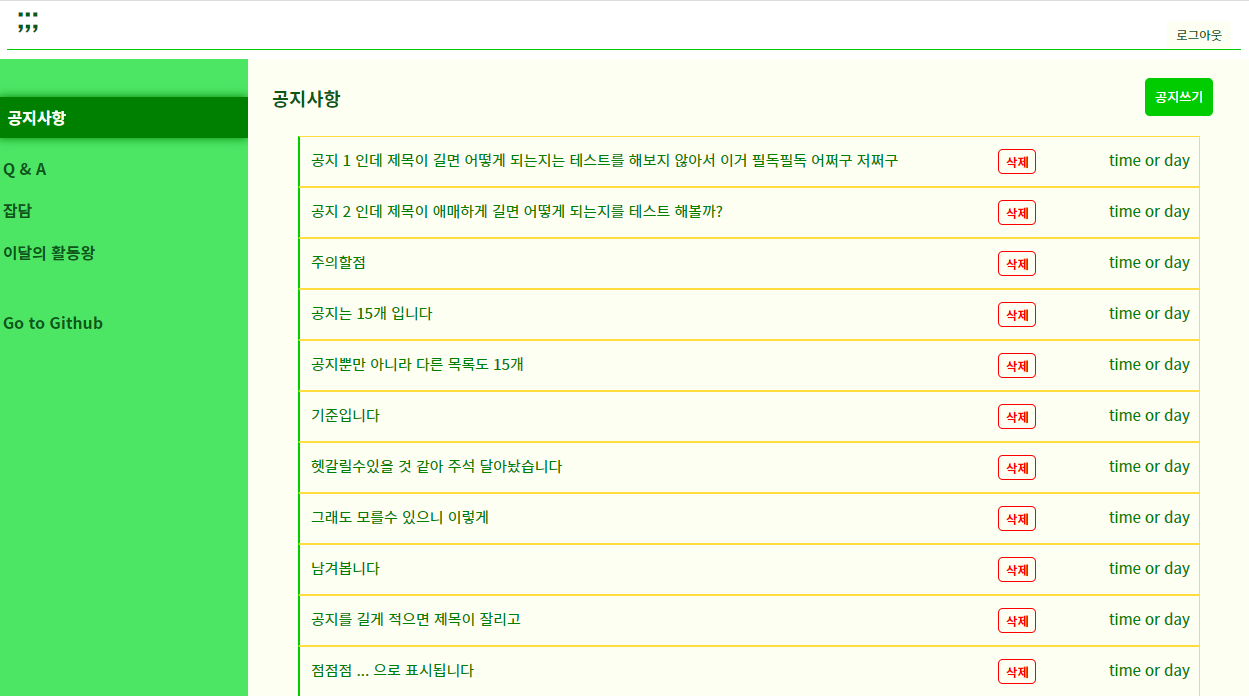 ;;;
로그아웃
공지사항
Q & A
잡담
이달의 활동왕
Go to Github
공지사항
공지쓰기
공지 1 인데 제목이 길면 어떻게 되는지는 테스트를 해보지 않아서 이거 필독필독 어쩌구 저쩌구 삭제 time or day
공지 2 인데 제목이 애매하게 길면 어떻게 되는지를 테스트 해볼까? 삭제 time or day
주의할점 삭제 time or day
공지는 15개 입니다 삭제 time or day
공지뿐만 아니라 다른 목록도 15개 삭제 time or day
기준입니다 삭제 time or day
헷갈릴수있을 것 같아 주석 달아놨습니다 삭제 time or day
그래도 모를수 있으니 이렇게 삭제 time or day
남겨봅니다 삭제 time or day
공지를 길게 적으면 제목이 잘리고 삭제 time or day
점점점 ... 으로 표시됩니다 삭제 time or day